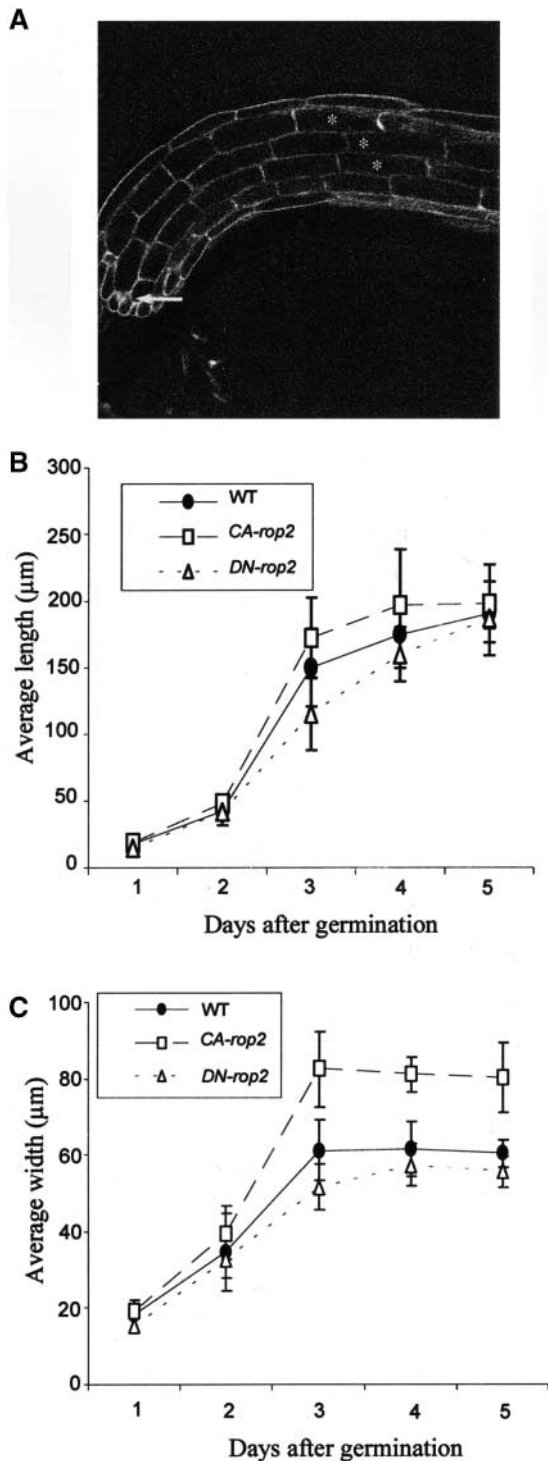 A
*
*
*
B
300
250
200
150
100
50
0
Average length (µm)
WT
CA-rop2
DN-rop2
1 2 3 4 5
Days after germination
C
100
80
60
40
20
0
Average width (µm)
WT
CA-rop2
DN-rop2
1 2 3 4 5
Days after germination